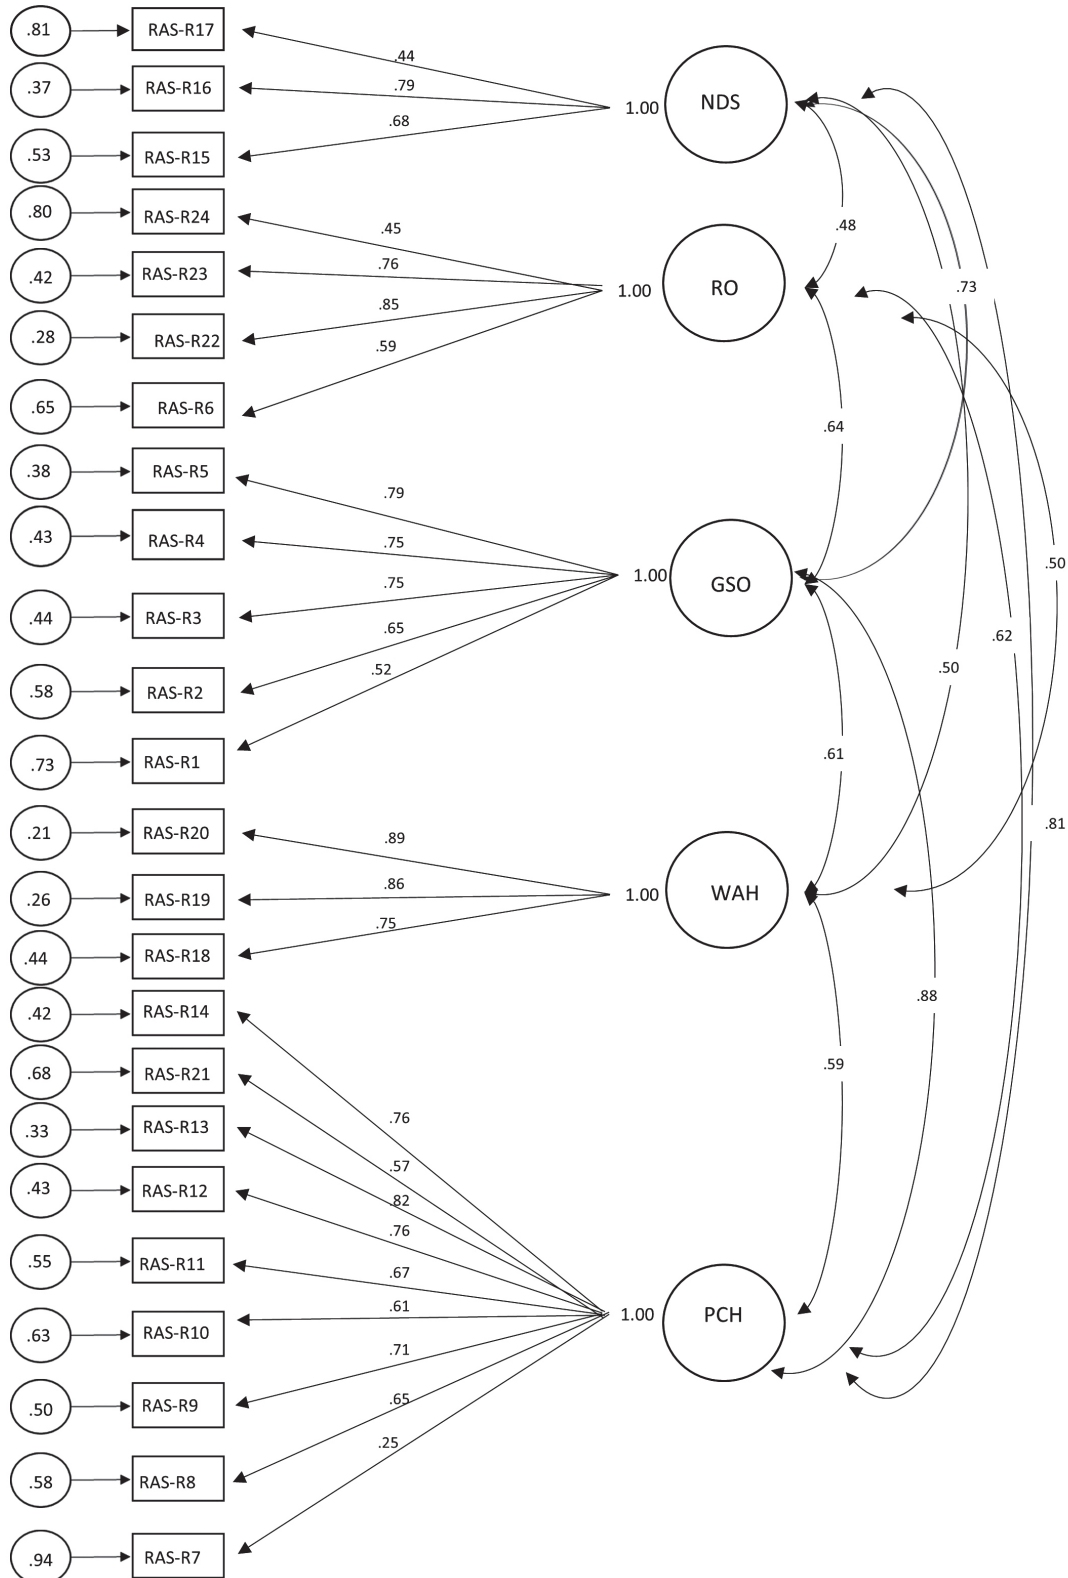 .81 RAS-R17
.44
.37 RAS-R16
.79
1.00 NDS
.68
.53 RAS-R15
.80 RAS-R24
.45
.48
.42 RAS-R23
.76
1.00 RO
.73
.85
.28 RAS-R22
.59
.65 RAS-R6
.64
.38 RAS-R5
.79
.43 RAS-R4
.75
.50
1.00 GSO
.75
.44 RAS-R3
.65
.62
.52
.50
.58 RAS-R2
.73 RAS-R1
.61
.21 RAS-R20
.89
.81
.86
1.00 WAH
.26 RAS-R19
.75
.44 RAS-R18
.88
.42 RAS-R14
.59
.68 RAS-R21
.76
.33 RAS-R13
.57
.43 RAS-R12
.82
.76
.55 RAS-R11
.67
.61
1.00 PCH
.63 RAS-R10
.71
.50 RAS-R9
.65
.25
.58 RAS-R8
.94 RAS-R7